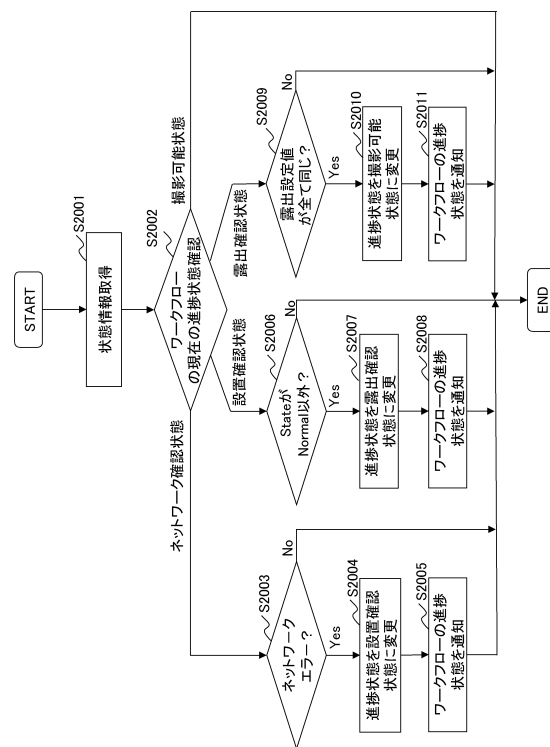 START
S2001
状態情報取得
S2002
ワークフロー
の現在の進捗状態確認
ネットワーク確認状態
設置確認状態
露出確認状態
撮影可能状態
S2003
ネットワーク
エラー？
No
Yes
S2004
進捗状態を設置確認
状態に変更
S2005
ワークフローの進捗
状態を通知
S2006
Stateが
Normal以外？
No
Yes
S2007
進捗状態を露出確認
状態に変更
S2008
ワークフローの進捗
状態を通知
S2009
露出設定値
が全て同じ？
No
Yes
S2010
進捗状態を撮影可能
状態に変更
S2011
ワークフローの進捗
状態を通知
END